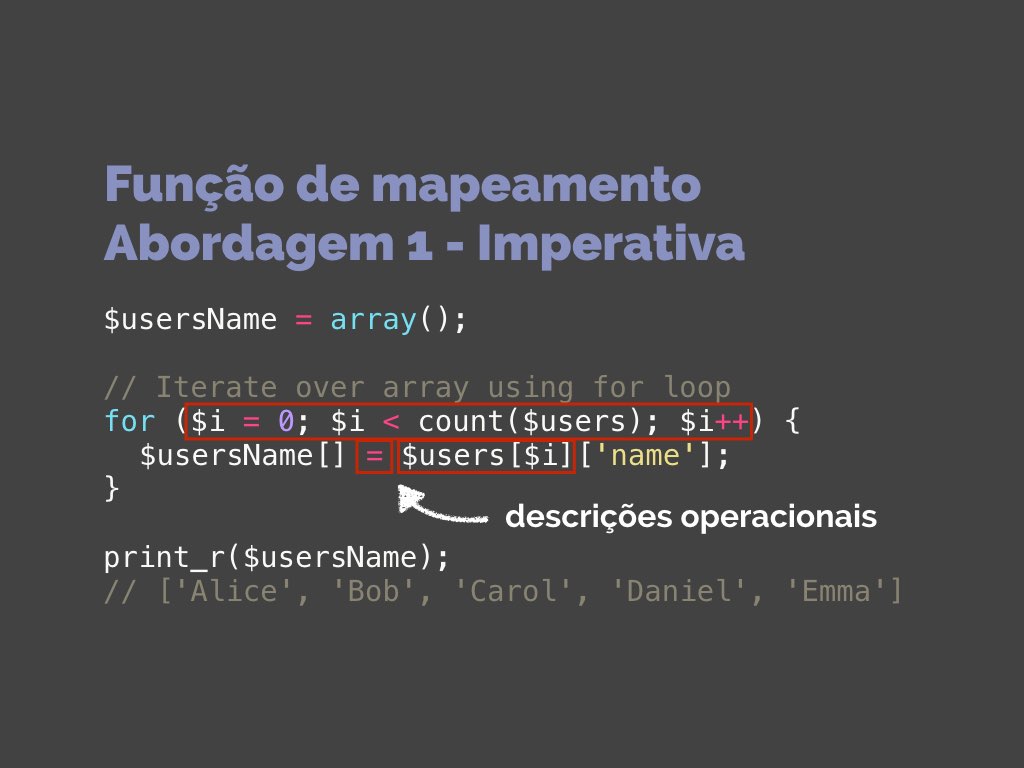 Função de mapeamento
Abordagem 1 - Imperativa
$usersName = array();
// Iterate over array using for loop
for ($i = 0; $i < count($users); $i++) {
  $usersName[] = $users[$i]['name'];
}
descrições operacionais
print_r($usersName);
// ['Alice', 'Bob', 'Carol', 'Daniel', 'Emma']